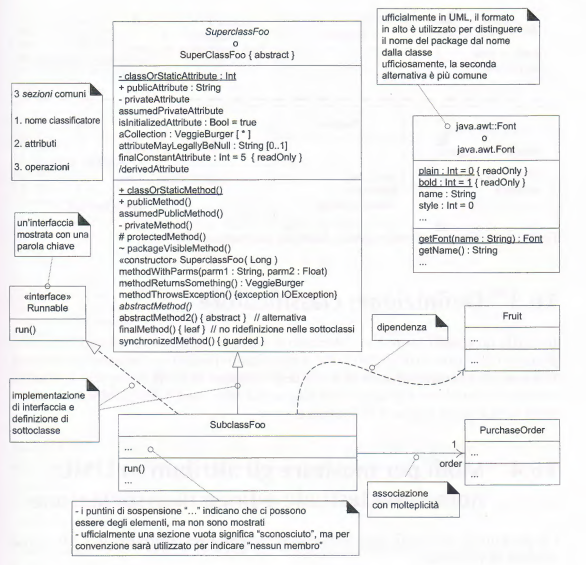 SuperclassFoo
o
SuperClassFoo { abstract }
- classOrStaticAttribute : Int
+ publicAttribute : String
- privateAttribute
assumedPrivateAttribute
isInitializedAttribute : Bool = true
aCollection : VeggieBurger [ * ]
attributeMayLegallyBeNull : String [0..1]
finalConstantAttribute : Int = 5 { readOnly }
/derivedAttribute
+ classOrStaticMethod()
+ publicMethod()
assumedPublicMethod()
- privateMethod()
# protectedMethod()
~ packageVisibleMethod()
«constructor» SuperclassFoo( Long )
methodWithParms(parm1 : String, parm2 : Float)
methodReturnsSomething() : VeggieBurger
methodThrowsException() {exception IOException}
abstractMethod()
abstractMethod2() { abstract } // alternativa
finalMethod() { leaf } // no ridefinizione nelle sottoclassi
synchronizedMethod() { guarded }
3 sezioni comuni
1. nome classificatore
2. attributi
3. operazioni
ufficialmente in UML, il formato
in alto è utilizzato per distinguere
il nome del package dal nome
dalla classe
ufficiosamente, la seconda
alternativa è più comune
java.awt::Font
o
java.awt.Font
plain : Int = 0 { readOnly }
bold : Int = 1 { readOnly }
name : String
style : Int = 0
...
getFont(name : String) : Font
getName() : String
...
un'interfaccia
mostrata con una
parola chiave
«interface»
Runnable
run()
dipendenza
Fruit
...
...
implementazione
di interfaccia e
definizione di
sottoclasse
SubclassFoo
...
run()
...
1
order
PurchaseOrder
...
...
associazione
con molteplicità
- i puntini di sospensione "..." indicano che ci possono
essere degli elementi, ma non sono mostrati
- ufficialmente una sezione vuota significa "sconosciuto", ma per
convenzione sarà utilizzato per indicare "nessun membro"